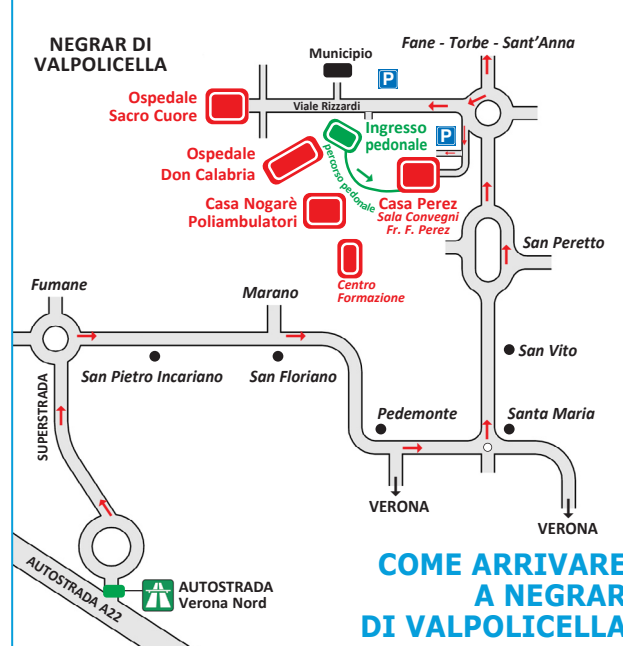 NEGRAR DI
VALPOLICELLA
Municipio
Fane - Torbe - Sant'Anna
P
Ospedale
Sacro Cuore
Viale Rizzardi
Ingresso
pedonale
P
Ospedale
Don Calabria
percorso pedonale
Casa Nogarè
Poliambulatori
Casa Perez
Sala Convegni
Fr. F. Perez
San Peretto
Centro
Formazione
Fumane
Marano
San Vito
San Pietro Incariano
San Floriano
SUPERSTRADA
Pedemonte
Santa Maria
VERONA
VERONA
AUTOSTRADA A22
AUTOSTRADA
Verona Nord
COME ARRIVARE
A NEGRAR
DI VALPOLICELLA